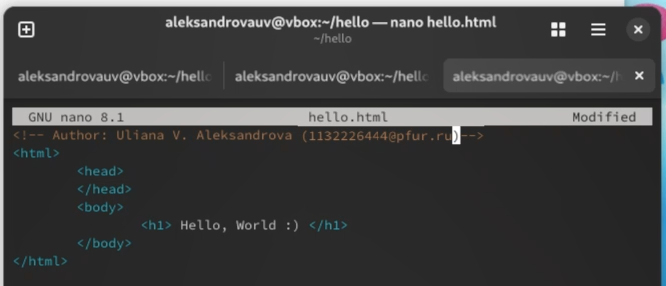 aleksandrovauv@vbox:~/hello — nano hello.html
~/hello
aleksandrovauv@vbox:~/hello aleksandrovauv@vbox:~/hello aleksandrovauv@vbox:~/h
GNU nano 8.1 hello.html Modified
<!-- Author: Uliana V. Aleksandrova (1132226444@pfur.ru)-->
<html>
<head>
</head>
<body>
<h1> Hello, World :) </h1>
</body>
</html>